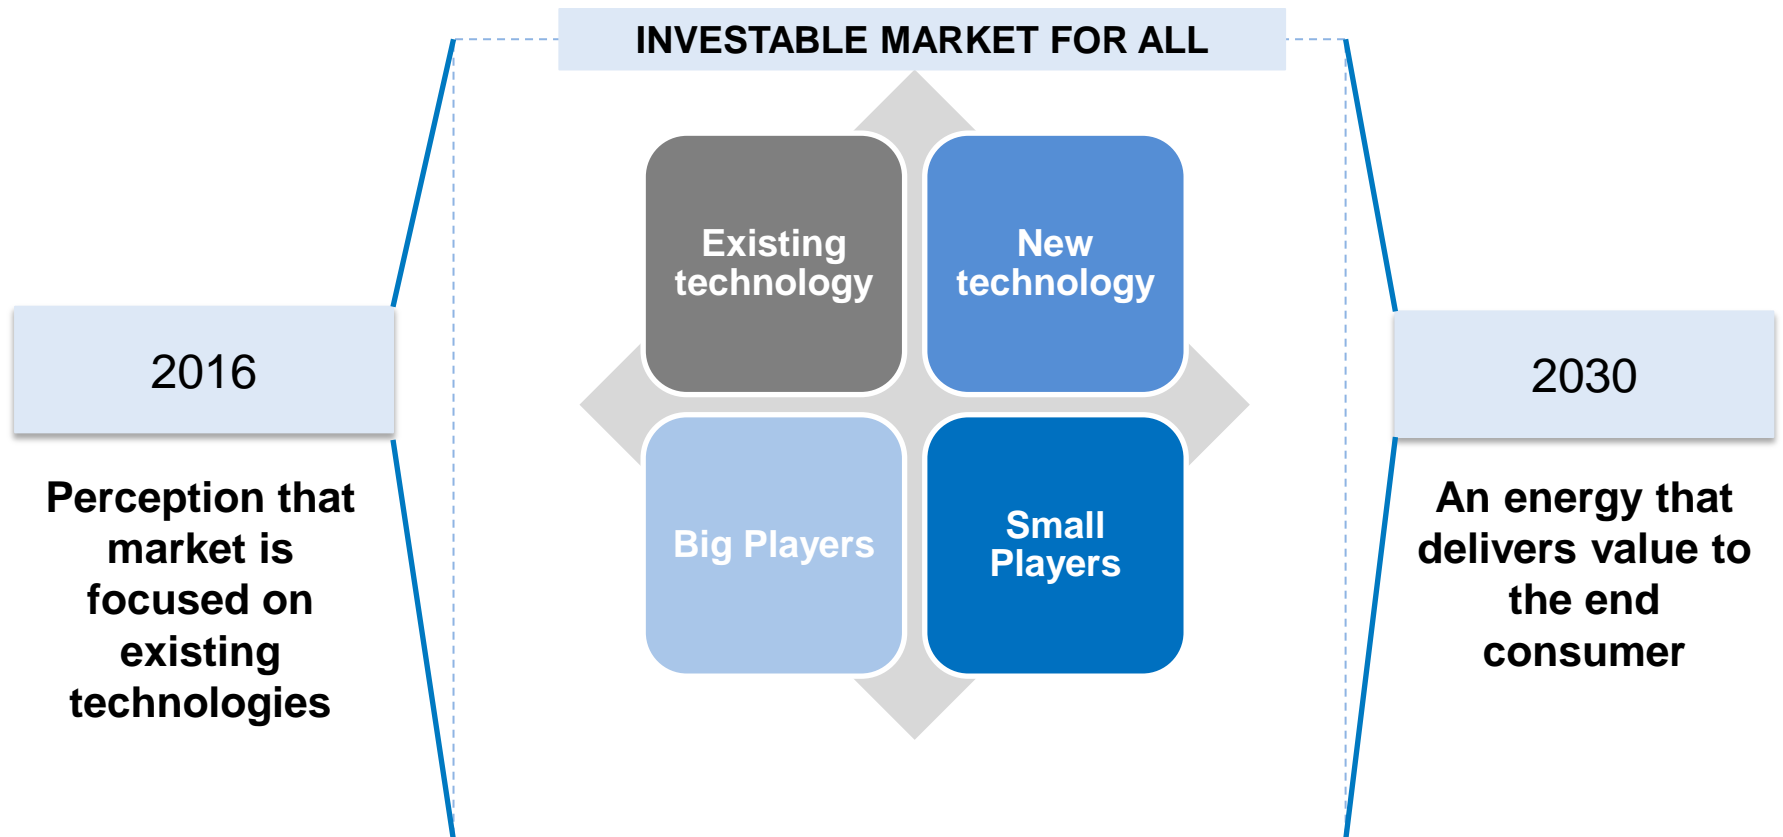 INVESTABLE MARKET FOR ALL
Existing
technology
New
technology
2016
2030
Perception that
market is
focused on
existing
technologies
Big Players
Small
Players
An energy that
delivers value to
the end
consumer